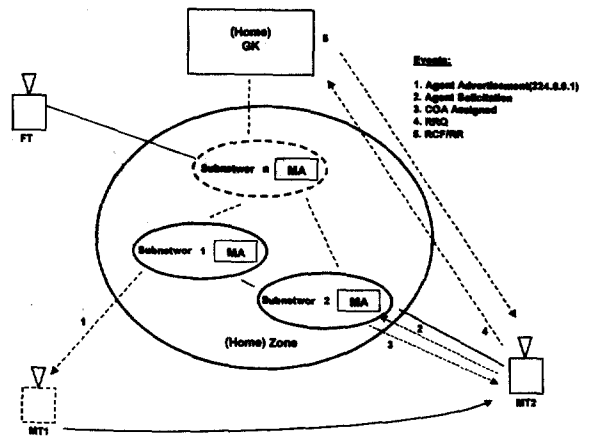 (Home)
GK
5
Events:
1. Agent Advertisement(224.0.0.1)
2. Agent Solicitation
3. COA Assigned
4. RRQ
5. RCF/RR
FT
Subnetwor n MA
Subnetwor 1 MA
Subnetwor 2 MA
(Home) Zone
1
2
3
4
MT1
MT2